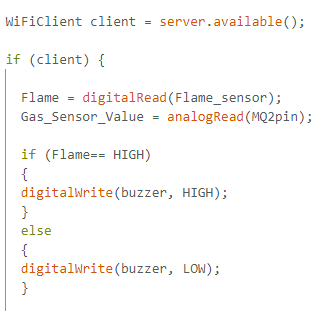 WiFiClient client = server.available();
if (client) {
Flame = digitalRead(Flame_sensor);
Gas_Sensor_Value = analogRead(MQ2pin);
if (Flame== HIGH)
{
digitalWrite(buzzer, HIGH);
}
else
{
digitalWrite(buzzer, LOW);
}